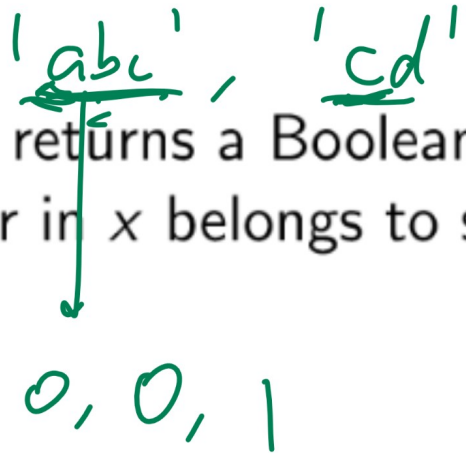 'abc', 'cd'
returns a Boolean
r in x belongs to s
0, 0, 1